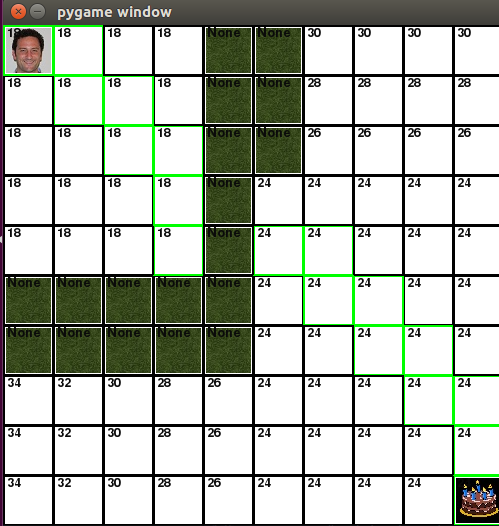 pygame window
18 18 18 18 None None 30 30 30 30
18 18 18 18 None None 28 28 28 28
18 18 18 18 None None 26 26 26 26
18 18 18 18 None 24 24 24 24 24
18 18 18 18 None 24 24 24 24 24
None None None None None 24 24 24 24 24
None None None None None 24 24 24 24 24
34 32 30 28 26 24 24 24 24 24
34 32 30 28 26 24 24 24 24 24
34 32 30 28 26 24 24 24 24